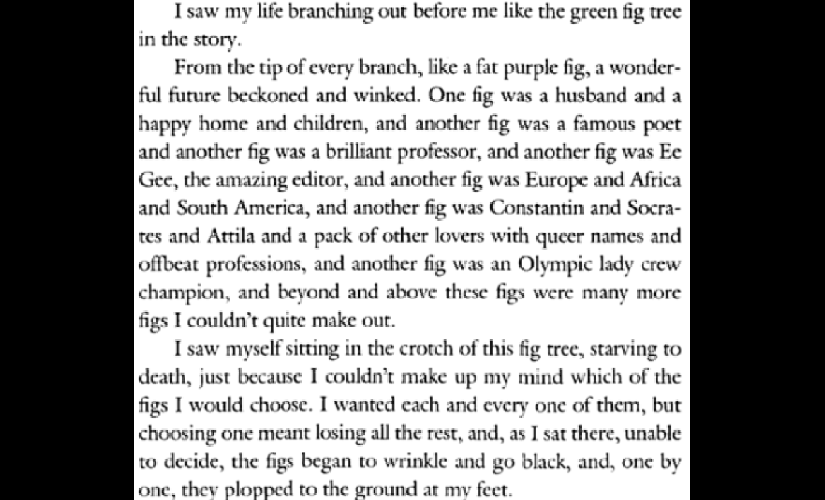 I saw my life branching out before me like the green fig tree
in the story.
From the tip of every branch, like a fat purple fig, a wonder-
ful future beckoned and winked. One fig was a husband and a
happy home and children, and another fig was a famous poet
and another fig was a brilliant professor, and another fig was Ee
Gee, the amazing editor, and another fig was Europe and Africa
and South America, and another fig was Constantin and Socra-
tes and Attila and a pack of other lovers with queer names and
offbeat professions, and another fig was an Olympic lady crew
champion, and beyond and above these figs were many more
figs I couldn't quite make out.
I saw myself sitting in the crotch of this fig tree, starving to
death, just because I couldn't make up my mind which of the
figs I would choose. I wanted each and every one of them, but
choosing one meant losing all the rest, and, as I sat there, unable
to decide, the figs began to wrinkle and go black, and, one by
one, they plopped to the ground at my feet.